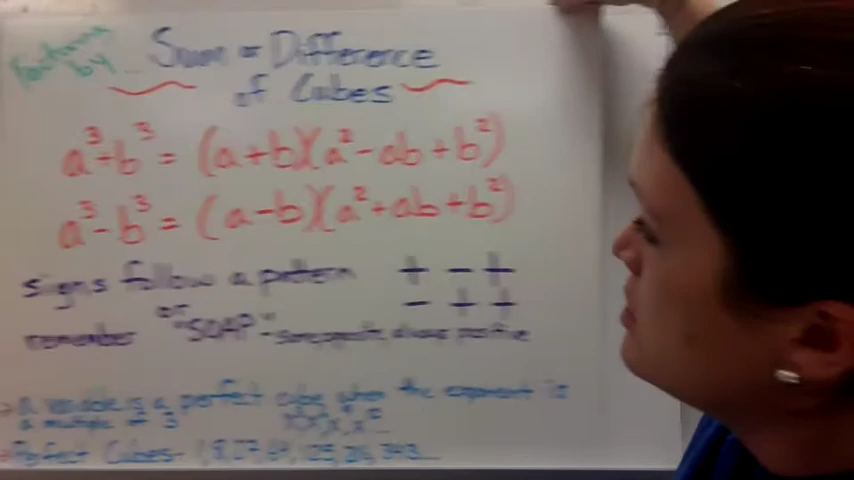 Factoring by... Sum or Difference
of Cubes
a³+b³ = (a+b)(a²-ab+b²)
a³-b³ = (a-b)(a²+ab+b²)
signs follow a pattern + - +
- + +
or
remember "SOAP" - same opposite always positive
A variable is a perfect cube when the exponent is
a multiple of 3
Perfect Cubes - 1, 8, 27, 64, 125, 216, 343...